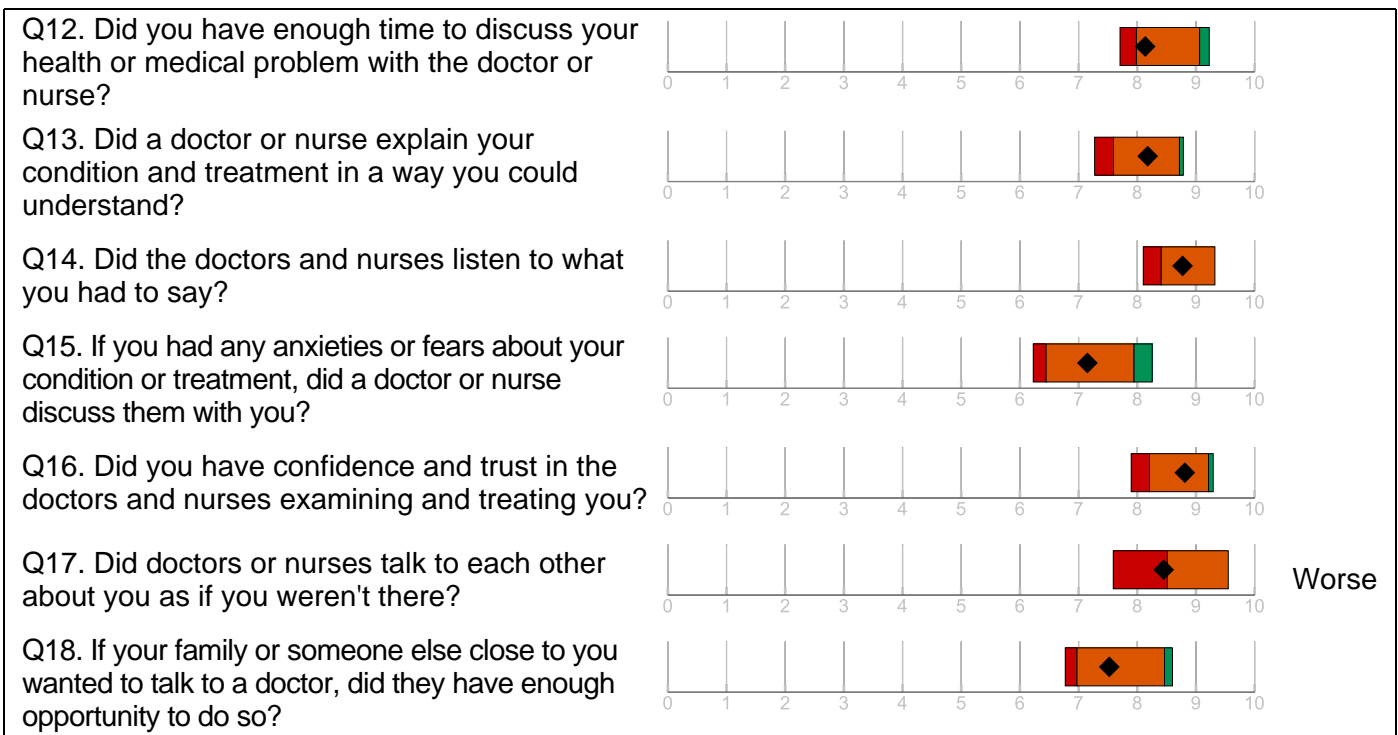 Q12. Did you have enough time to discuss your
health or medical problem with the doctor or
nurse?
0 1 2 3 4 5 6 7 8 9 10
Q13. Did a doctor or nurse explain your
condition and treatment in a way you could
understand?
0 1 2 3 4 5 6 7 8 9 10
Q14. Did the doctors and nurses listen to what
you had to say?
0 1 2 3 4 5 6 7 8 9 10
Q15. If you had any anxieties or fears about your
condition or treatment, did a doctor or nurse
discuss them with you?
0 1 2 3 4 5 6 7 8 9 10
Q16. Did you have confidence and trust in the
doctors and nurses examining and treating you?
0 1 2 3 4 5 6 7 8 9 10
Q17. Did doctors or nurses talk to each other
about you as if you weren't there?
Worse
0 1 2 3 4 5 6 7 8 9 10
Q18. If your family or someone else close to you
wanted to talk to a doctor, did they have enough
opportunity to do so?
0 1 2 3 4 5 6 7 8 9 10